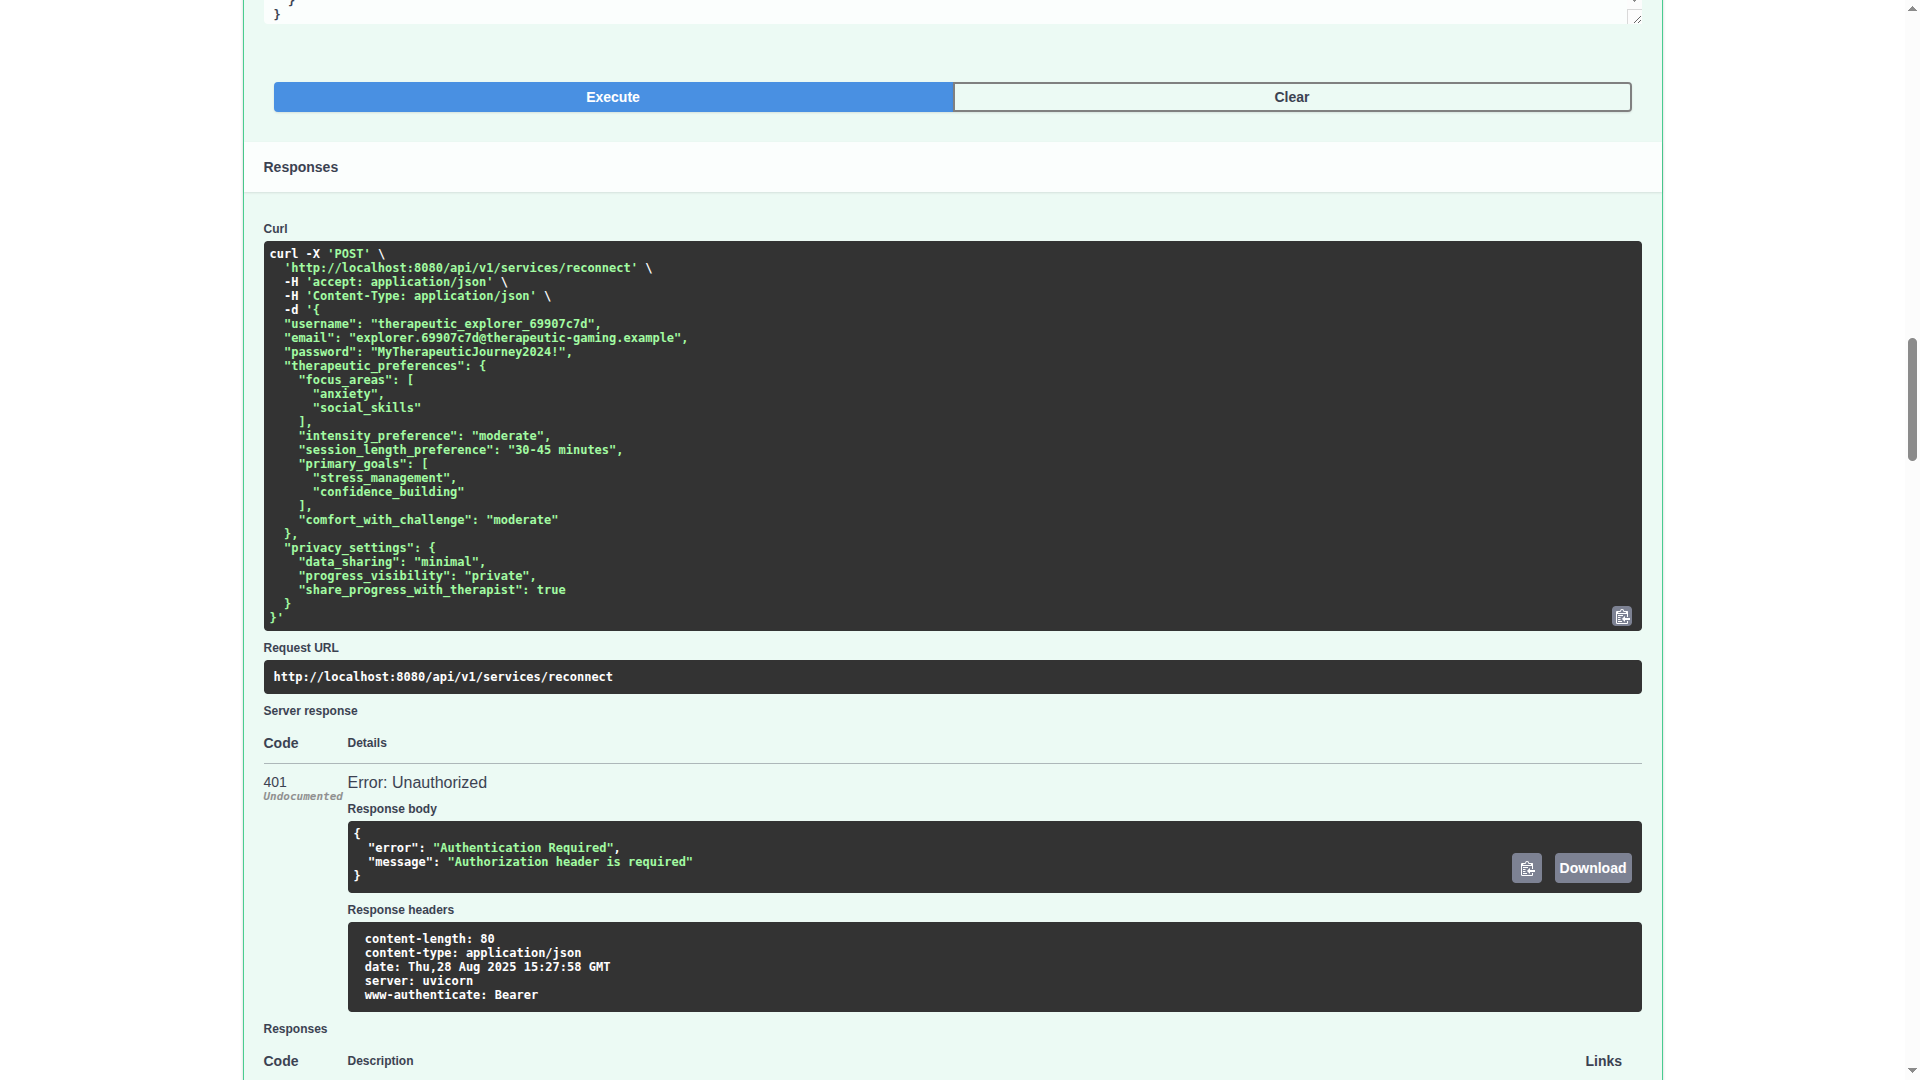 }
}
Execute
Clear
Responses
Curl
curl -X 'POST' \
  'http://localhost:8080/api/v1/services/reconnect' \
  -H 'accept: application/json' \
  -H 'Content-Type: application/json' \
  -d '{
  "username": "therapeutic_explorer_69907c7d",
  "email": "explorer.69907c7d@therapeutic-gaming.example",
  "password": "MyTherapeuticJourney2024!",
  "therapeutic_preferences": {
    "focus_areas": [
      "anxiety",
      "social_skills"
    ],
    "intensity_preference": "moderate",
    "session_length_preference": "30-45 minutes",
    "primary_goals": [
      "stress_management",
      "confidence_building"
    ],
    "comfort_with_challenge": "moderate"
  },
  "privacy_settings": {
    "data_sharing": "minimal",
    "progress_visibility": "private",
    "share_progress_with_therapist": true
  }
}'
Request URL
http://localhost:8080/api/v1/services/reconnect
Server response
Code Details
401 Error: Unauthorized
Undocumented
Response body
{
  "error": "Authentication Required",
  "message": "Authorization header is required"
}
Download
Response headers
content-length: 80
content-type: application/json
date: Thu,28 Aug 2025 15:27:58 GMT
server: uvicorn
www-authenticate: Bearer
Responses
Code Description Links